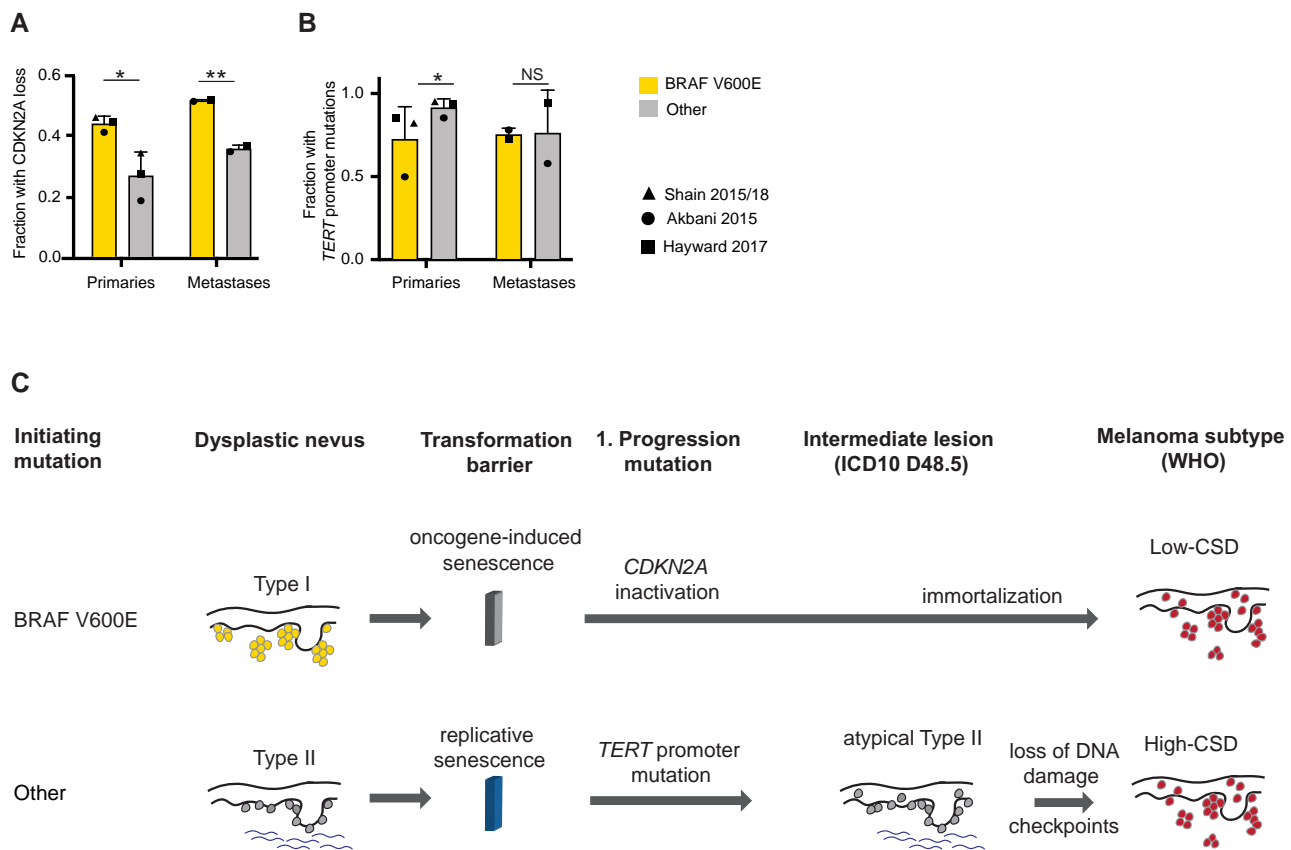 A
B
0.6
0.4
0.2
0.0
Fraction with CDKN2A loss
*
**
Primaries
Metastases
1.0
0.5
0.0
Fraction with
TERT promoter mutations
*
NS
Primaries
Metastases
BRAF V600E
Other
Shain 2015/18
Akbani 2015
Hayward 2017
C
Initiating
mutation
Dysplastic nevus
Transformation
barrier
1. Progression
mutation
Intermediate lesion
(ICD10 D48.5)
Melanoma subtype
(WHO)
BRAF V600E
Type I
oncogene-induced
senescence
CDKN2A
inactivation
immortalization
Low-CSD
Other
Type II
replicative
senescence
TERT promoter
mutation
atypical Type II
loss of DNA
damage
checkpoints
High-CSD